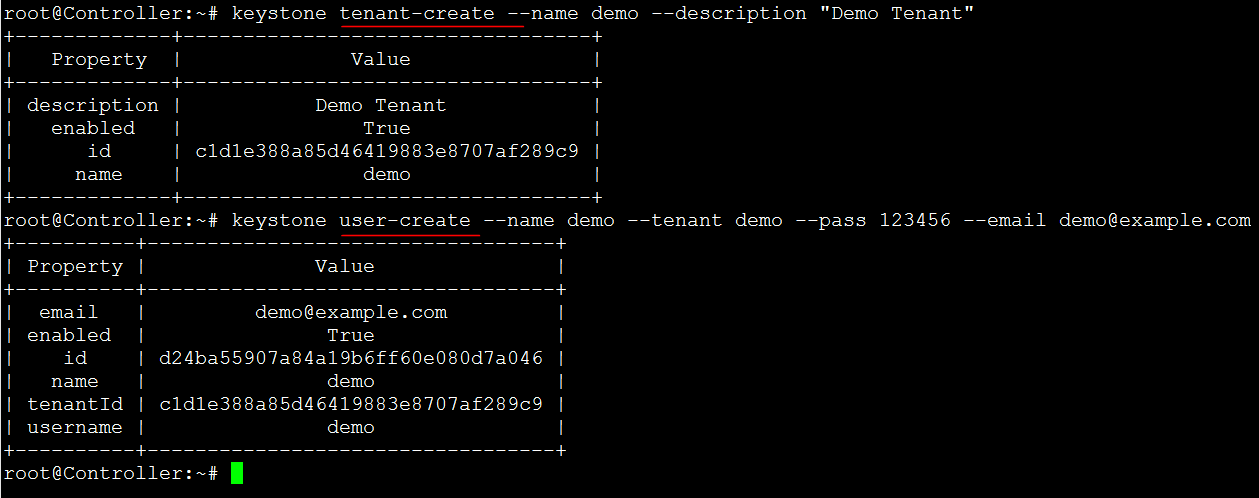 root@Controller:~# keystone tenant-create --name demo --description "Demo Tenant"
+-------------+----------------------------------+
|   Property  |              Value               |
+-------------+----------------------------------+
| description |           Demo Tenant            |
|   enabled   |               True               |
|      id     | c1d1e388a85d46419883e8707af289c9 |
|     name    |               demo               |
+-------------+----------------------------------+
root@Controller:~# keystone user-create --name demo --tenant demo --pass 123456 --email demo@example.com
+----------+----------------------------------+
| Property |              Value               |
+----------+----------------------------------+
|  email   |         demo@example.com         |
| enabled  |               True               |
|    id    | d24ba55907a84a19b6ff60e080d7a046 |
|   name   |               demo               |
| tenantId | c1d1e388a85d46419883e8707af289c9 |
| username |               demo               |
+----------+----------------------------------+
root@Controller:~#